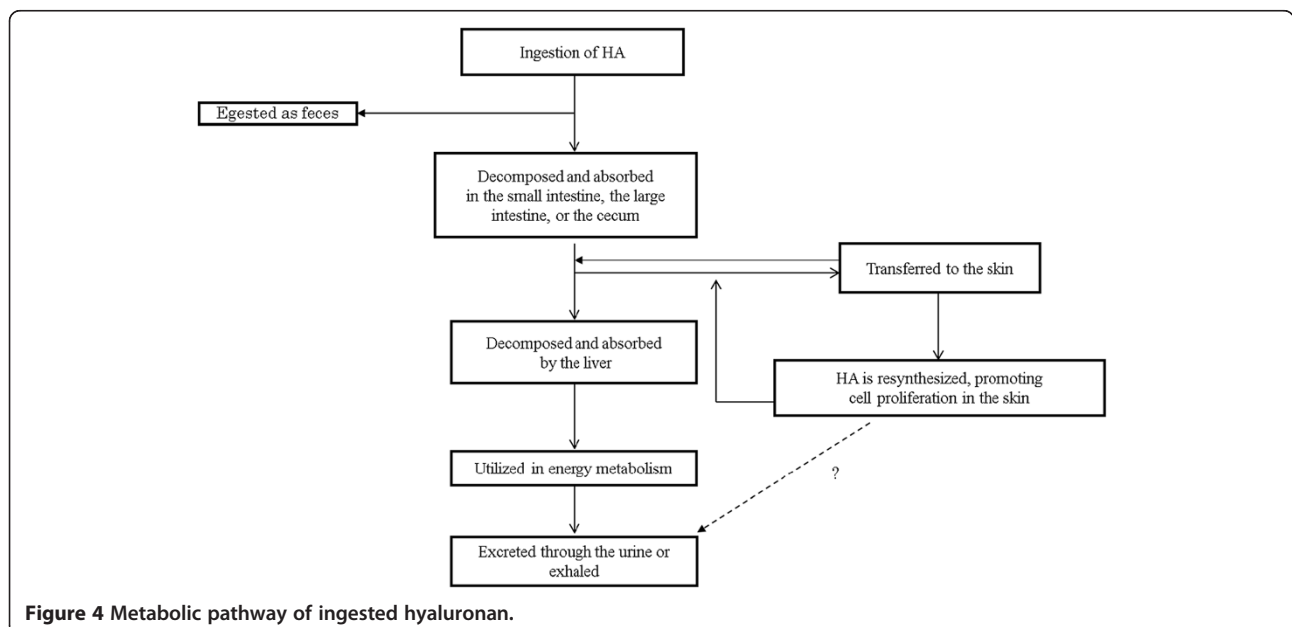 Ingestion of HA
Egested as feces
Decomposed and absorbed
in the small intestine, the large
intestine, or the cecum
Transferred to the skin
Decomposed and absorbed
by the liver
HA is resynthesized, promoting
cell proliferation in the skin
Utilized in energy metabolism
?
Excreted through the urine or
exhaled
Figure 4 Metabolic pathway of ingested hyaluronan.